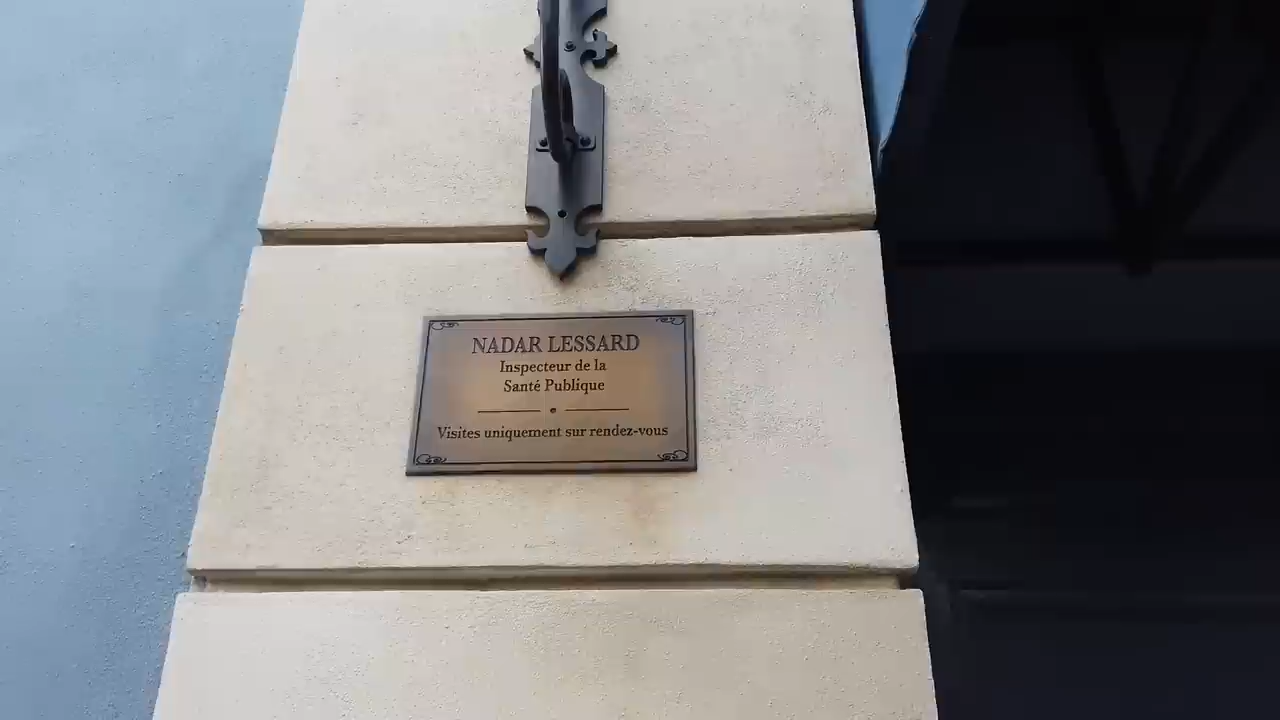 NADAR LESSARD
Inspecteur de la
Santé Publique
Visites uniquement sur rendez-vous